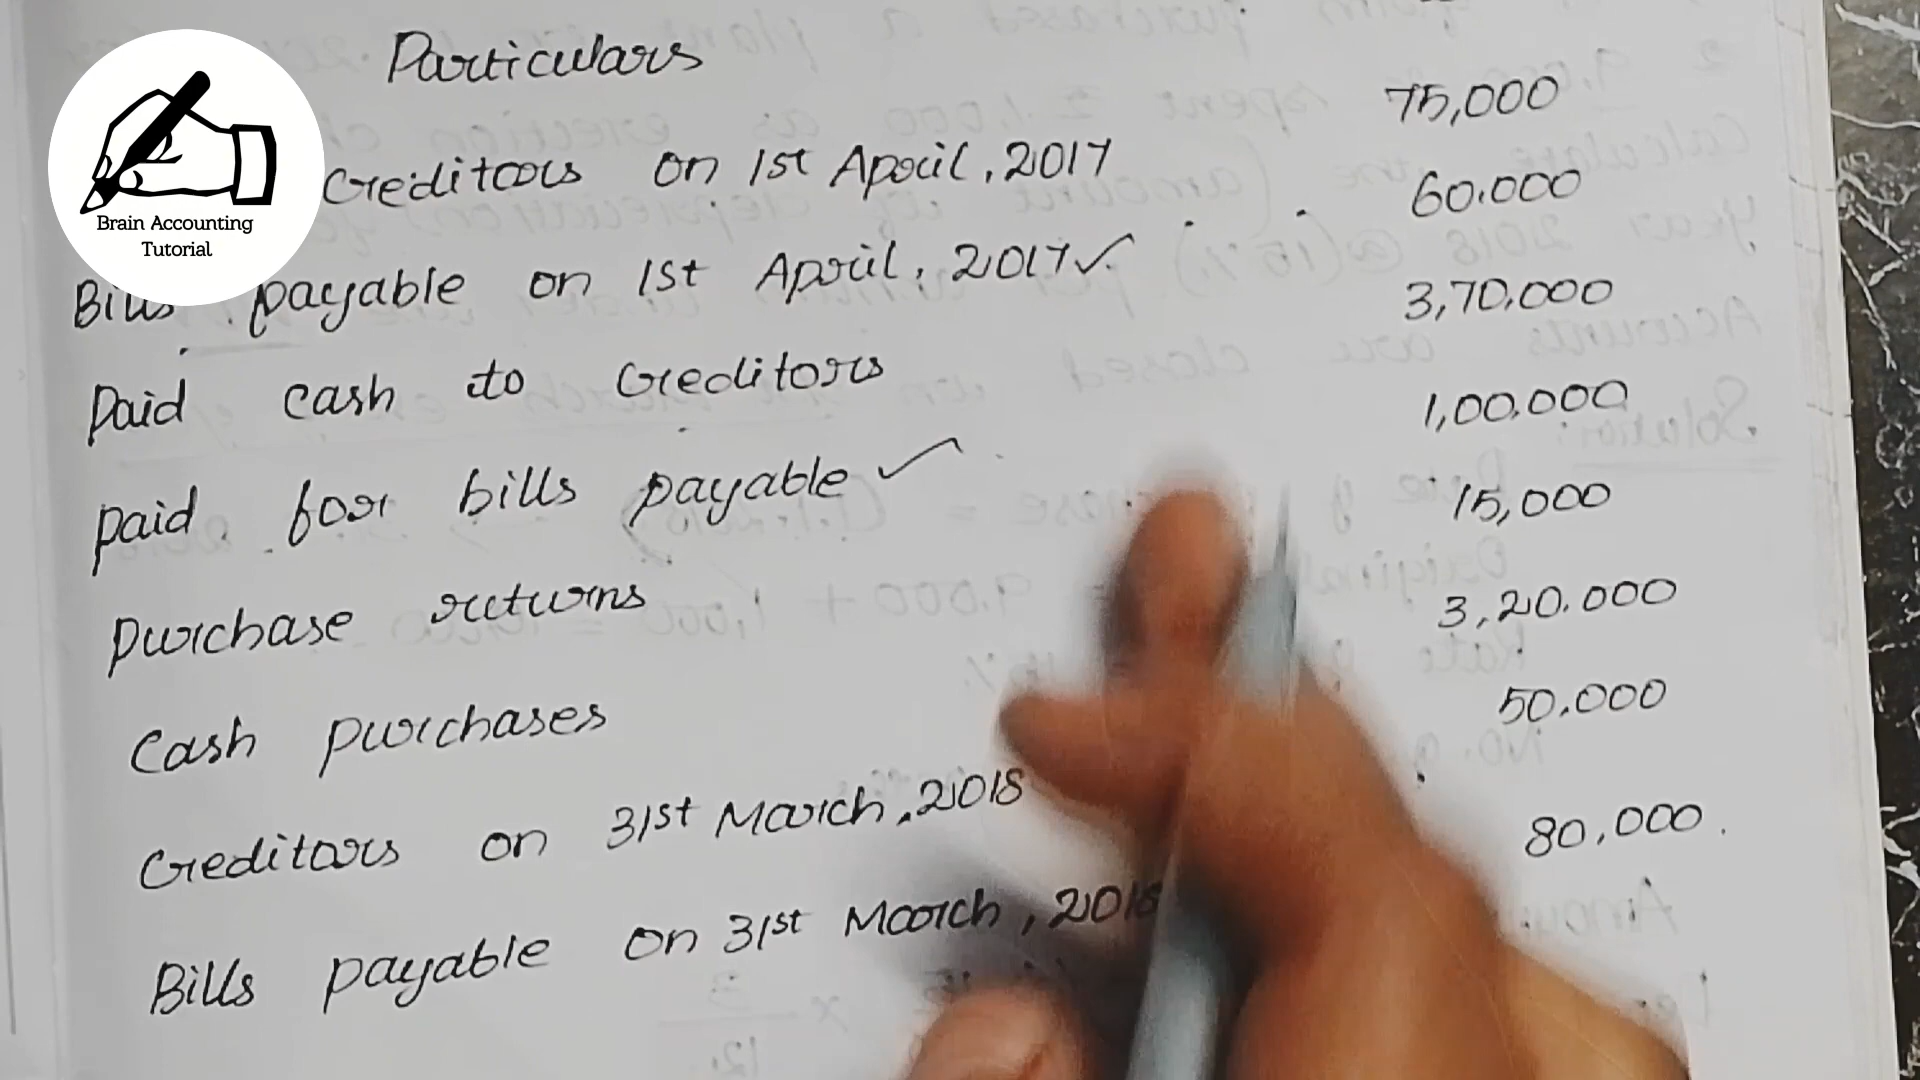 Particulars
Creditors on 1st April, 2017 75,000
Bills payable on 1st April, 2017 ✓ 60,000
Paid cash to Creditors 3,70,000
paid for bills payable ✓ 1,00,000
purchase returns 15,000
Cash purchases 3,20,000
Creditors on 31st March, 2018 50,000
Bills payable on 31st March, 2018 80,000.
Brain Accounting
Tutorial